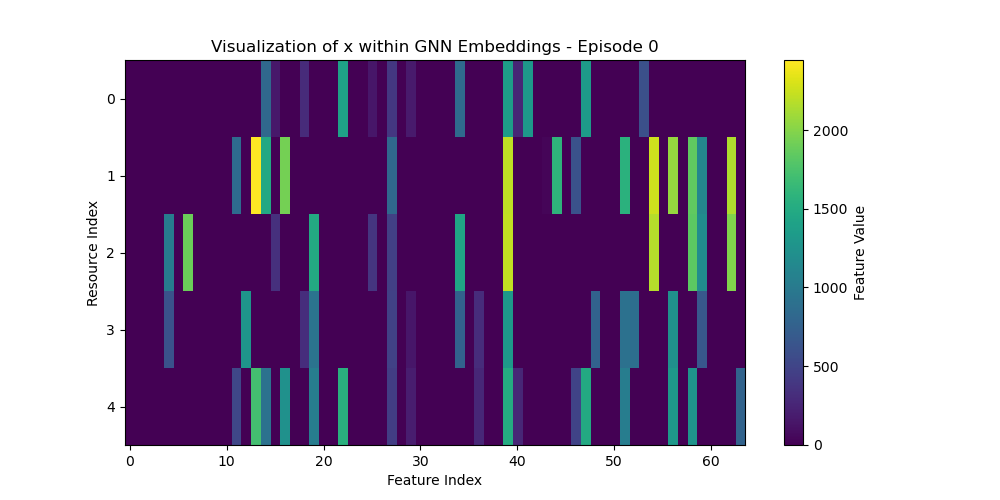 Visualization of x within GNN Embeddings - Episode 0
Resource Index
0
1
2
3
4
0 10 20 30 40 50 60
Feature Index
2000
1500
1000
500
0
Feature Value